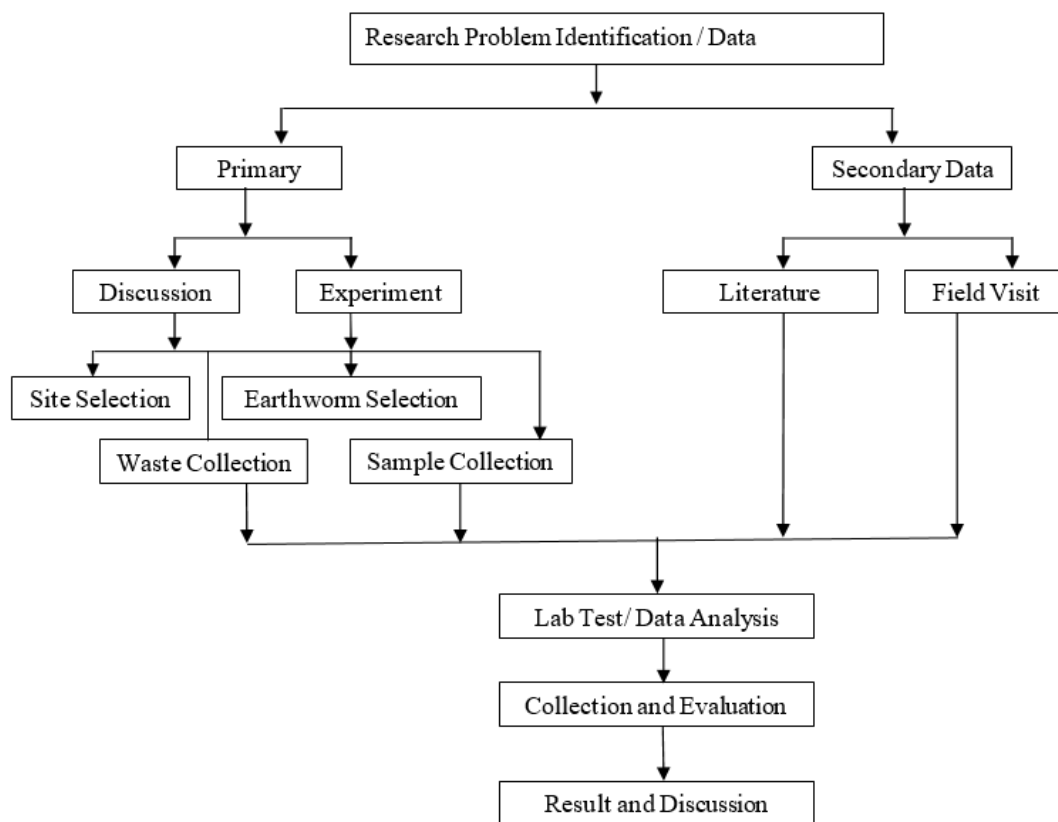 Research Problem Identification / Data
Primary
Secondary Data
Discussion
Experiment
Literature
Field Visit
Site Selection
Earthworm Selection
Waste Collection
Sample Collection
Lab Test/ Data Analysis
Collection and Evaluation
Result and Discussion